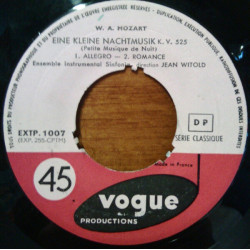 W. A. MOZART
EINE KLEINE NACHTMUSIK K. V. 525
(Petite Musique de Nuit)
1. ALLEGRO — 2. ROMANCE
Ensemble Instrumental Sinfonia, direction JEAN WITOLD
EXTP. 1007
DP
SÉRIE CLASSIQUE
Made in France
45
vogue
PRODUCTIONS